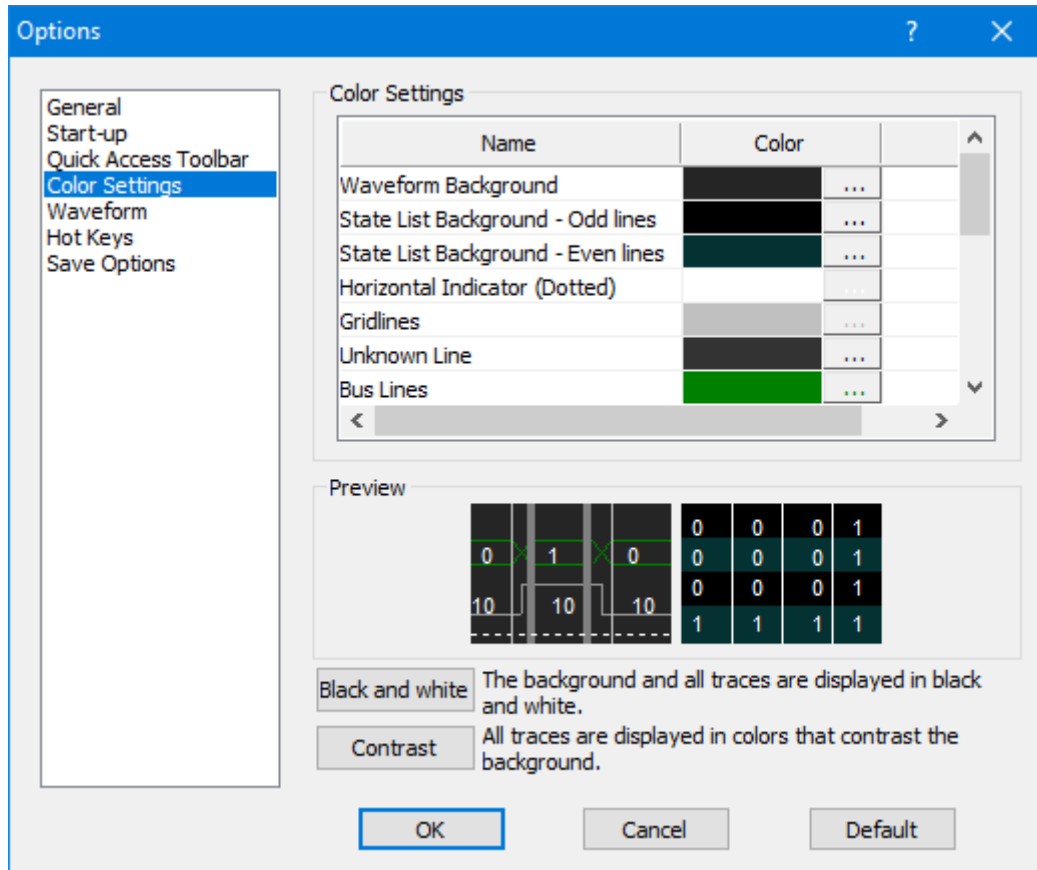 Options ?
General
Start-up
Quick Access Toolbar
Color Settings
Waveform
Hot Keys
Save Options
Color Settings
Name Color
Waveform Background ...
State List Background - Odd lines ...
State List Background - Even lines ...
Horizontal Indicator (Dotted) ...
Gridlines ...
Unknown Line ...
Bus Lines ...
Preview
0 1 0
10 10 10
0 0 0 1
0 0 0 1
0 0 0 1
1 1 1 1
Black and white
The background and all traces are displayed in black
and white.
Contrast
All traces are displayed in colors that contrast the
background.
OK Cancel Default